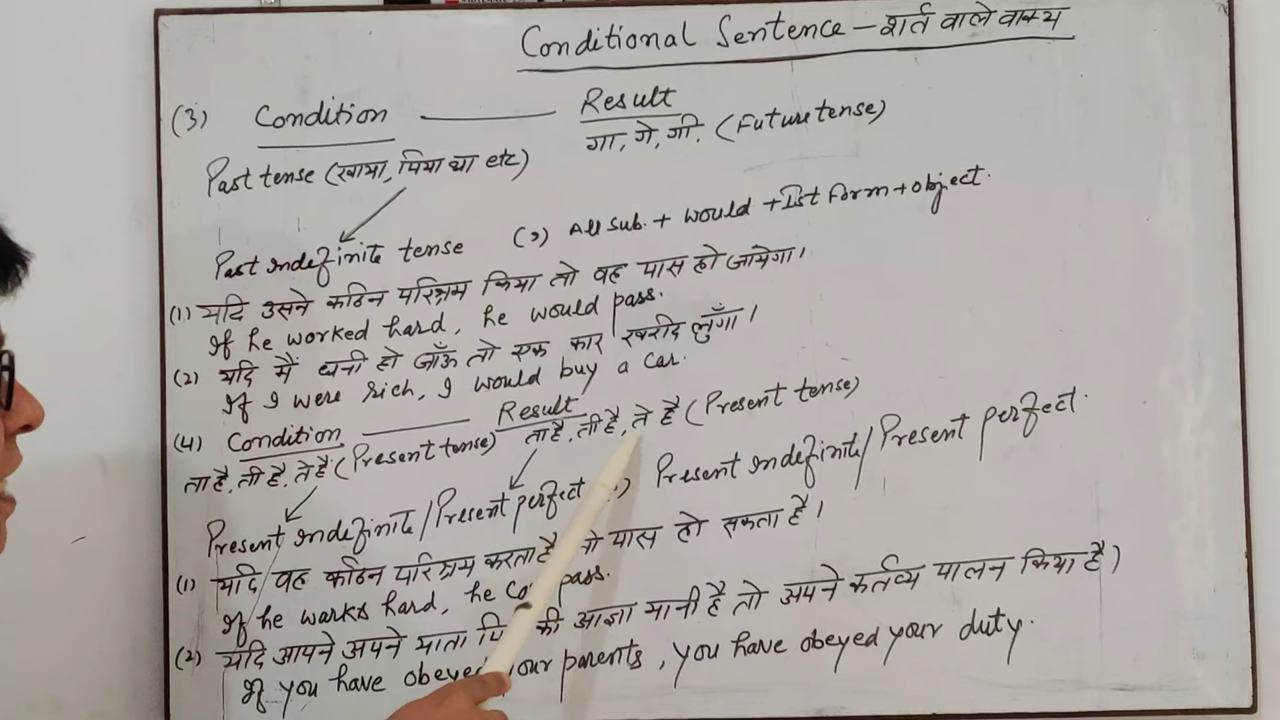 Conditional Sentence – शर्त वाले वाक्य
(3) Condition —— Result
गा, गे, गी. (Future tense)
Past tense (खाया, पिया था etc)
Past indefinite tense (,) All sub. + would + Ist form + object.
(1) यदि उसने कठिन परिश्रम किया तो वह पास हो जायेगा।
If he worked hard, he would pass.
(2) यदि मैं धनी हो जाऊँ तो एक कार खरीद लूँगा।
If I were rich, I would buy a car.
(4) Condition —— Result
ता है, ती है, ते हैं (Present tense) ता है, ती है, ते हैं (Present tense)
Present indefinite / Present perfect (,) Present indefinite / Present perfect.
(1) यदि वह कठिन परिश्रम करता है तो पास हो सकता है।
If he works hard, he pass.
(2) यदि आपने अपने माता की आज्ञा मानी है तो अपने कर्तव्य पालन किया है)
If you have obeyed your parents, you have obeyed your duty.